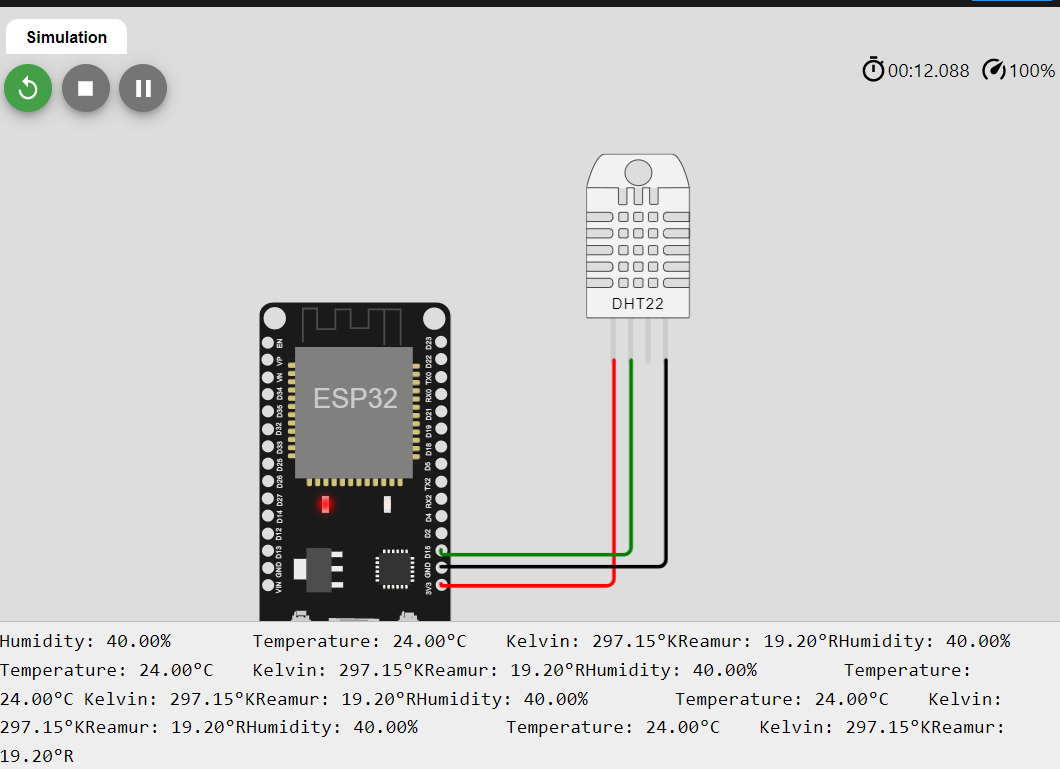 Simulation
00:12.088 100%
DHT22
ESP32
EN
VP
VN
D34
D35
D32
D33
D25
D26
D27
D14
D12
D13
GND
VIN
D23
D22
TX0
RX0
D21
D19
D18
D5
TX2
RX2
D4
D2
D15
GND
3V3
Humidity: 40.00% Temperature: 24.00°C Kelvin: 297.15°KReamur: 19.20°RHumidity: 40.00%
Temperature: 24.00°C Kelvin: 297.15°KReamur: 19.20°RHumidity: 40.00% Temperature:
24.00°C Kelvin: 297.15°KReamur: 19.20°RHumidity: 40.00% Temperature: 24.00°C Kelvin:
297.15°KReamur: 19.20°RHumidity: 40.00% Temperature: 24.00°C Kelvin: 297.15°KReamur:
19.20°R